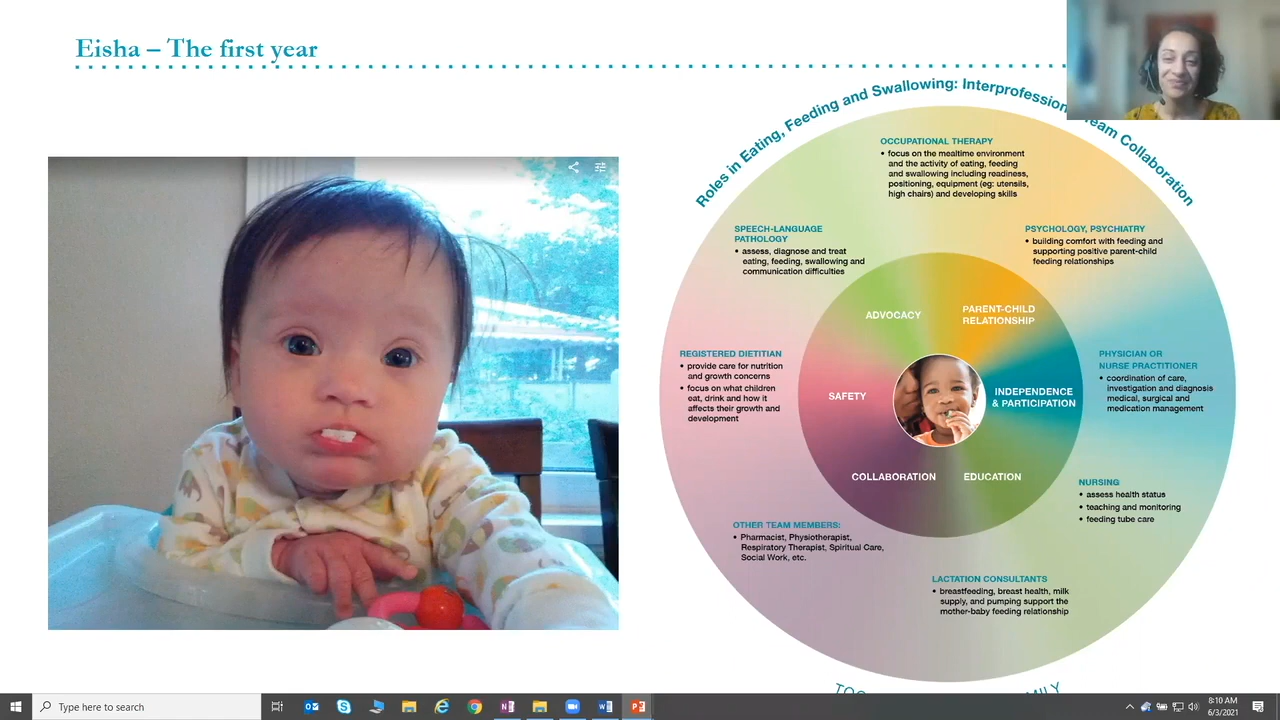 Eisha – The first year
Roles in Eating, Feeding and Swallowing: Interprofession
eam Collaboration
OCCUPATIONAL THERAPY
• focus on the mealtime environment
and the activity of eating, feeding
and swallowing including readiness,
positioning, equipment (eg: utensils,
high chairs) and developing skills
SPEECH-LANGUAGE
PATHOLOGY
• assess, diagnose and treat
eating, feeding, swallowing and
communication difficulties
PSYCHOLOGY, PSYCHIATRY
• building comfort with feeding and
supporting positive parent-child
feeding relationships
ADVOCACY
PARENT-CHILD
RELATIONSHIP
REGISTERED DIETITIAN
• provide care for nutrition
and growth concerns
• focus on what children
eat, drink and how it
affects their growth and
development
SAFETY
INDEPENDENCE
& PARTICIPATION
PHYSICIAN OR
NURSE PRACTITIONER
• coordination of care,
investigation and diagnosis
medical, surgical and
medication management
COLLABORATION
EDUCATION
NURSING
• assess health status
• teaching and monitoring
• feeding tube care
OTHER TEAM MEMBERS:
• Pharmacist, Physiotherapist,
Respiratory Therapist, Spiritual Care,
Social Work, etc.
LACTATION CONSULTANTS
• breastfeeding, breast health, milk
supply, and pumping support the
mother-baby feeding relationship
Type here to search
8:10 AM
6/3/2021